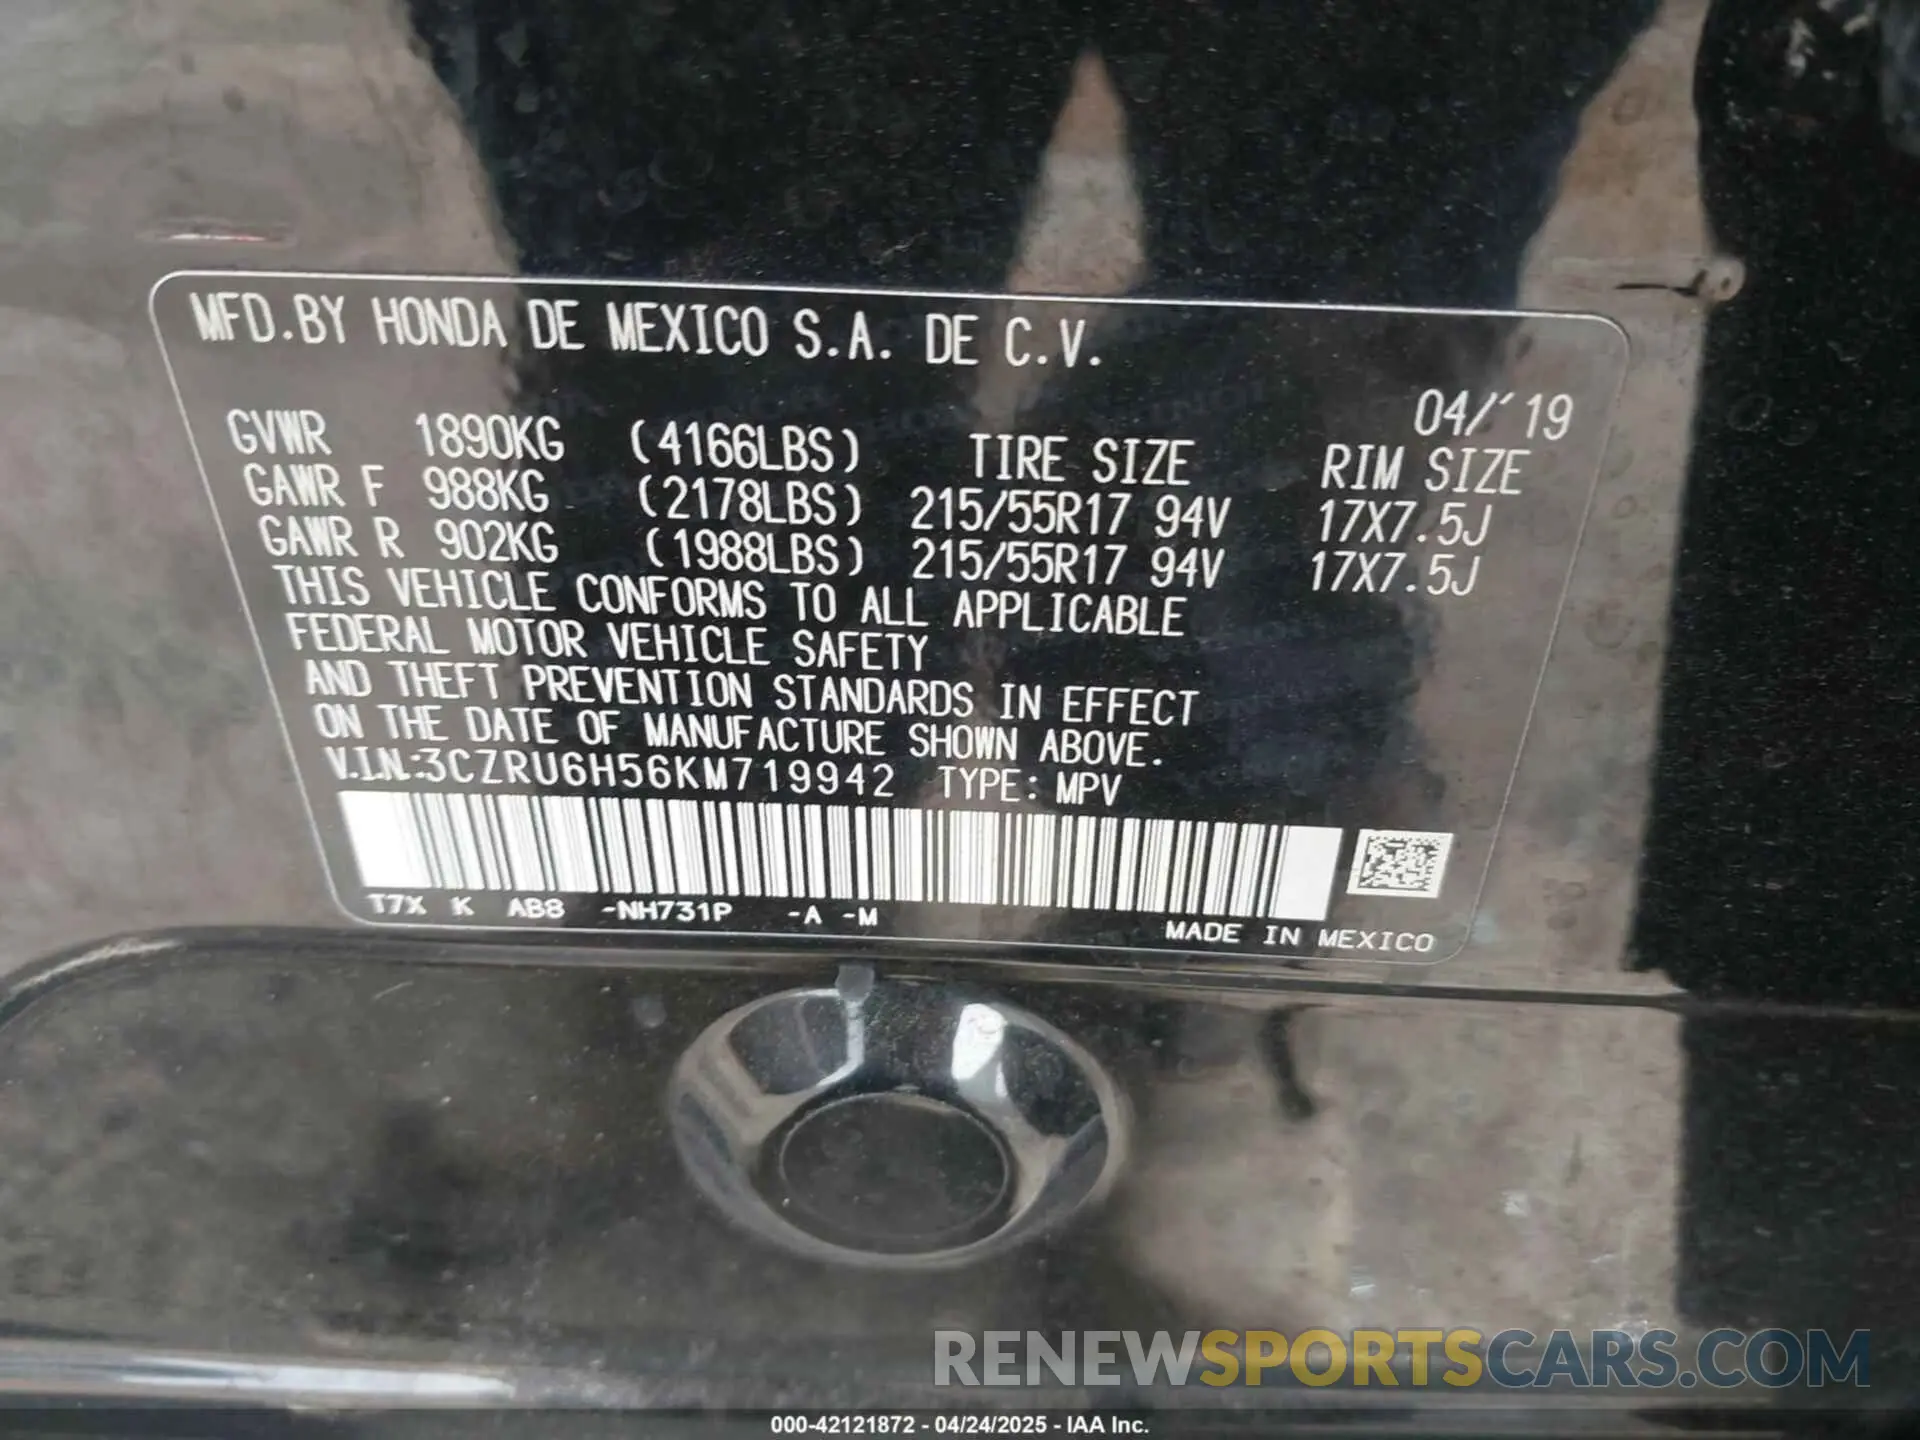 MFD.BY HONDA DE MEXICO S.A. DE C.V.
04/'19
GVWR 1890KG (4166LBS) TIRE SIZE RIM SIZE
GAWR F 988KG (2178LBS) 215/55R17 94V 17X7.5J
GAWR R 902KG (1988LBS) 215/55R17 94V 17X7.5J
THIS VEHICLE CONFORMS TO ALL APPLICABLE
FEDERAL MOTOR VEHICLE SAFETY
AND THEFT PREVENTION STANDARDS IN EFFECT
ON THE DATE OF MANUFACTURE SHOWN ABOVE.
V.I.N.:3CZRU6H56KM719942 TYPE: MPV
T7X K AB8 -NH731P -A -M
MADE IN MEXICO
RENEWSPORTSCARS.COM
000-42121872 - 04/24/2025 - IAA Inc.